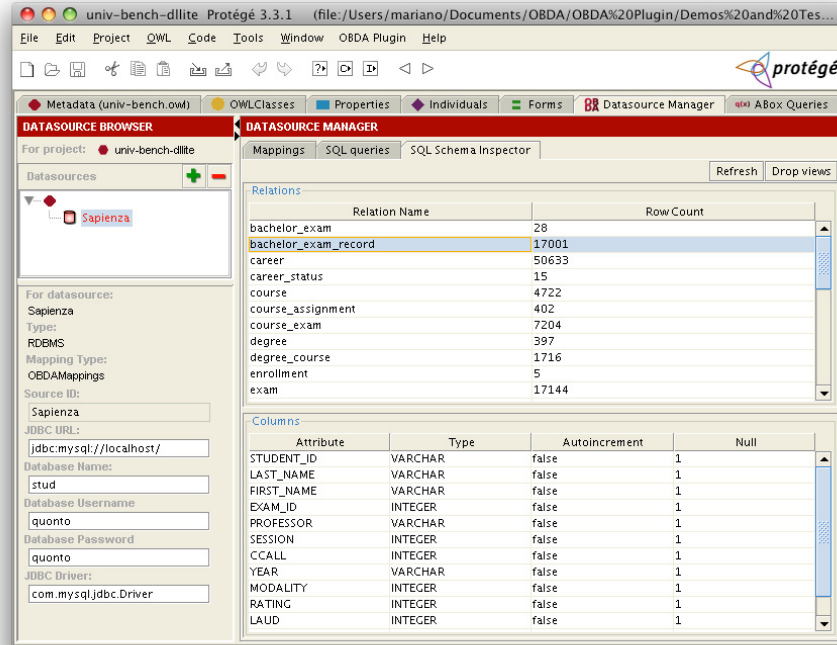 univ-bench-dllite Protégé 3.3.1 (file:/Users/mariano/Documents/OBDA/OBDA%20Plugin/Demos%20and%20Tes...
File Edit Project OWL Code Tools Window OBDA Plugin Help
protégé
Metadata (univ-bench.owl) OWLClasses Properties Individuals Forms Datasource Manager q(x) ABox Queries
DATASOURCE BROWSER
For project: univ-bench-dllite
Datasources
Sapienza
For datasource:
Sapienza
Type:
RDBMS
Mapping Type:
OBDAMappings
Source ID:
Sapienza
JDBC URL:
jdbc:mysql://localhost/
Database Name:
stud
Database Username
quonto
Database Password
quonto
JDBC Driver:
com.mysql.jdbc.Driver
DATASOURCE MANAGER
Mappings SQL queries SQL Schema Inspector
Refresh Drop views
Relations
Relation Name Row Count
bachelor_exam 28
bachelor_exam_record 17001
career 50633
career_status 15
course 4722
course_assignment 402
course_exam 7204
degree 397
degree_course 1716
enrollment 5
exam 17144
Columns
Attribute Type Autoincrement Null
STUDENT_ID VARCHAR false 1
LAST_NAME VARCHAR false 1
FIRST_NAME VARCHAR false 1
EXAM_ID INTEGER false 1
PROFESSOR VARCHAR false 1
SESSION INTEGER false 1
CCALL INTEGER false 1
YEAR VARCHAR false 1
MODALITY INTEGER false 1
RATING INTEGER false 1
LAUD INTEGER false 1